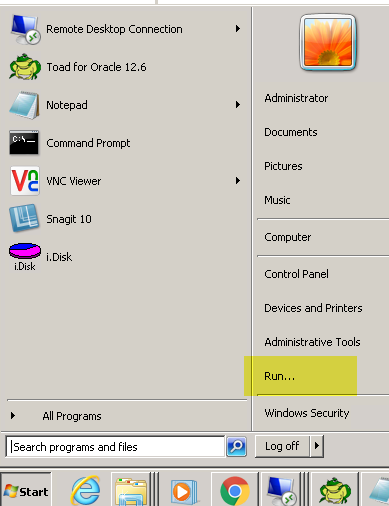 Remote Desktop Connection
Toad for Oracle 12.6
Notepad
C:\_
Command Prompt
VNC Viewer
Snagit 10
i.Disk
i.Disk
All Programs
Search programs and files
Administrator
Documents
Pictures
Music
Computer
Control Panel
Devices and Printers
Administrative Tools
Run...
Windows Security
Log off
Start